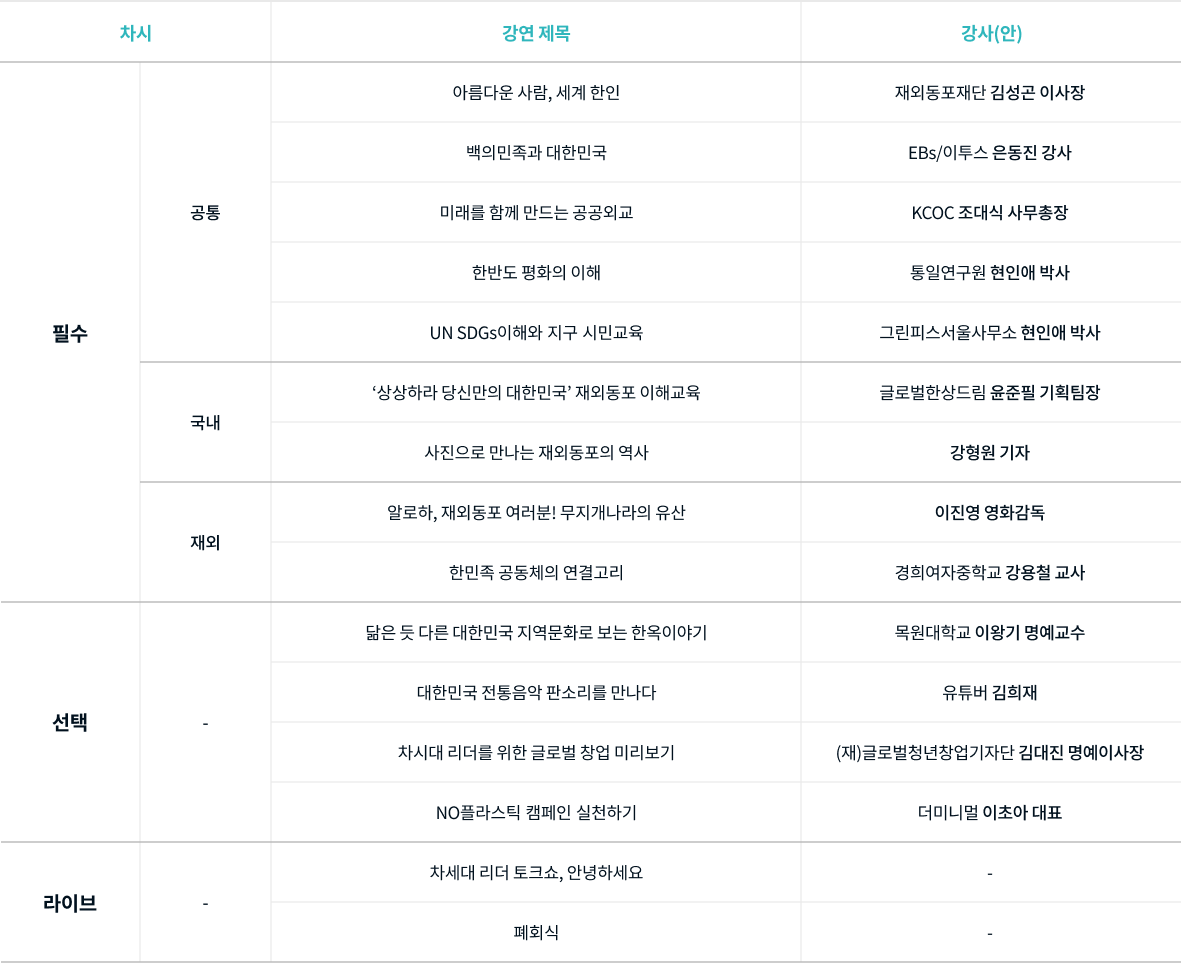 차시 강연 제목 강사(안)
아름다운 사람, 세계 한인 재외동포재단 김성곤 이사장
백의민족과 대한민국 EBs/이투스 은동진 강사
공통 미래를 함께 만드는 공공외교 KCOC 조대식 사무총장
한반도 평화의 이해 통일연구원 현인애 박사
필수 UN SDGs이해와 지구 시민교육 그린피스서울사무소 현인애 박사
‘상상하라 당신만의 대한민국’ 재외동포 이해교육 글로벌한상드림 윤준필 기획팀장
국내
사진으로 만나는 재외동포의 역사 강형원 기자
알로하, 재외동포 여러분! 무지개나라의 유산 이진영 영화감독
재외
한민족 공동체의 연결고리 경희여자중학교 강용철 교사
닮은 듯 다른 대한민국 지역문화로 보는 한옥이야기 목원대학교 이왕기 명예교수
대한민국 전통음악 판소리를 만나다 유튜버 김희재
선택 -
차시대 리더를 위한 글로벌 창업 미리보기 (재)글로벌청년창업기자단 김대진 명예이사장
NO플라스틱 캠페인 실천하기 더미니멀 이초아 대표
차세대 리더 토크쇼, 안녕하세요 -
라이브 -
폐회식 -